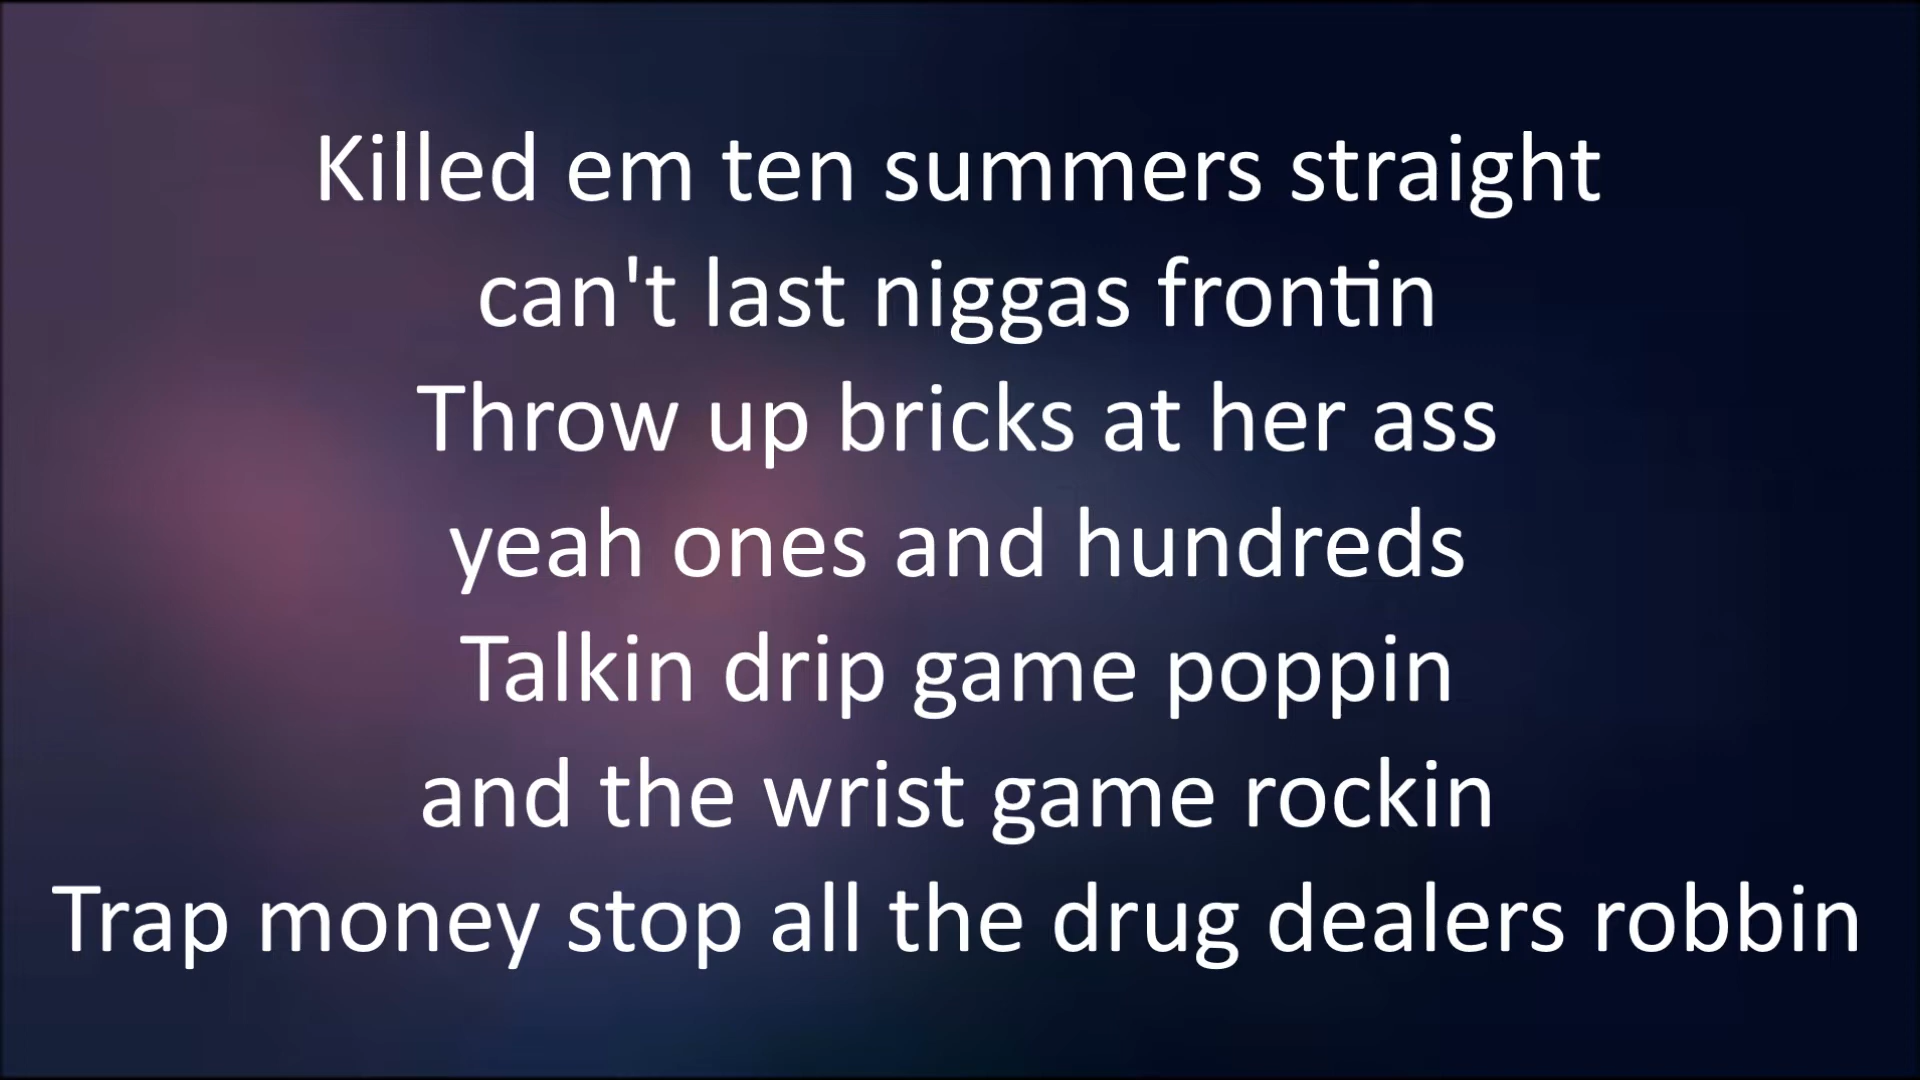 Killed em ten summers straight
can't last niggas frontin
Throw up bricks at her ass
yeah ones and hundreds
Talkin drip game poppin
and the wrist game rockin
Trap money stop all the drug dealers robbin